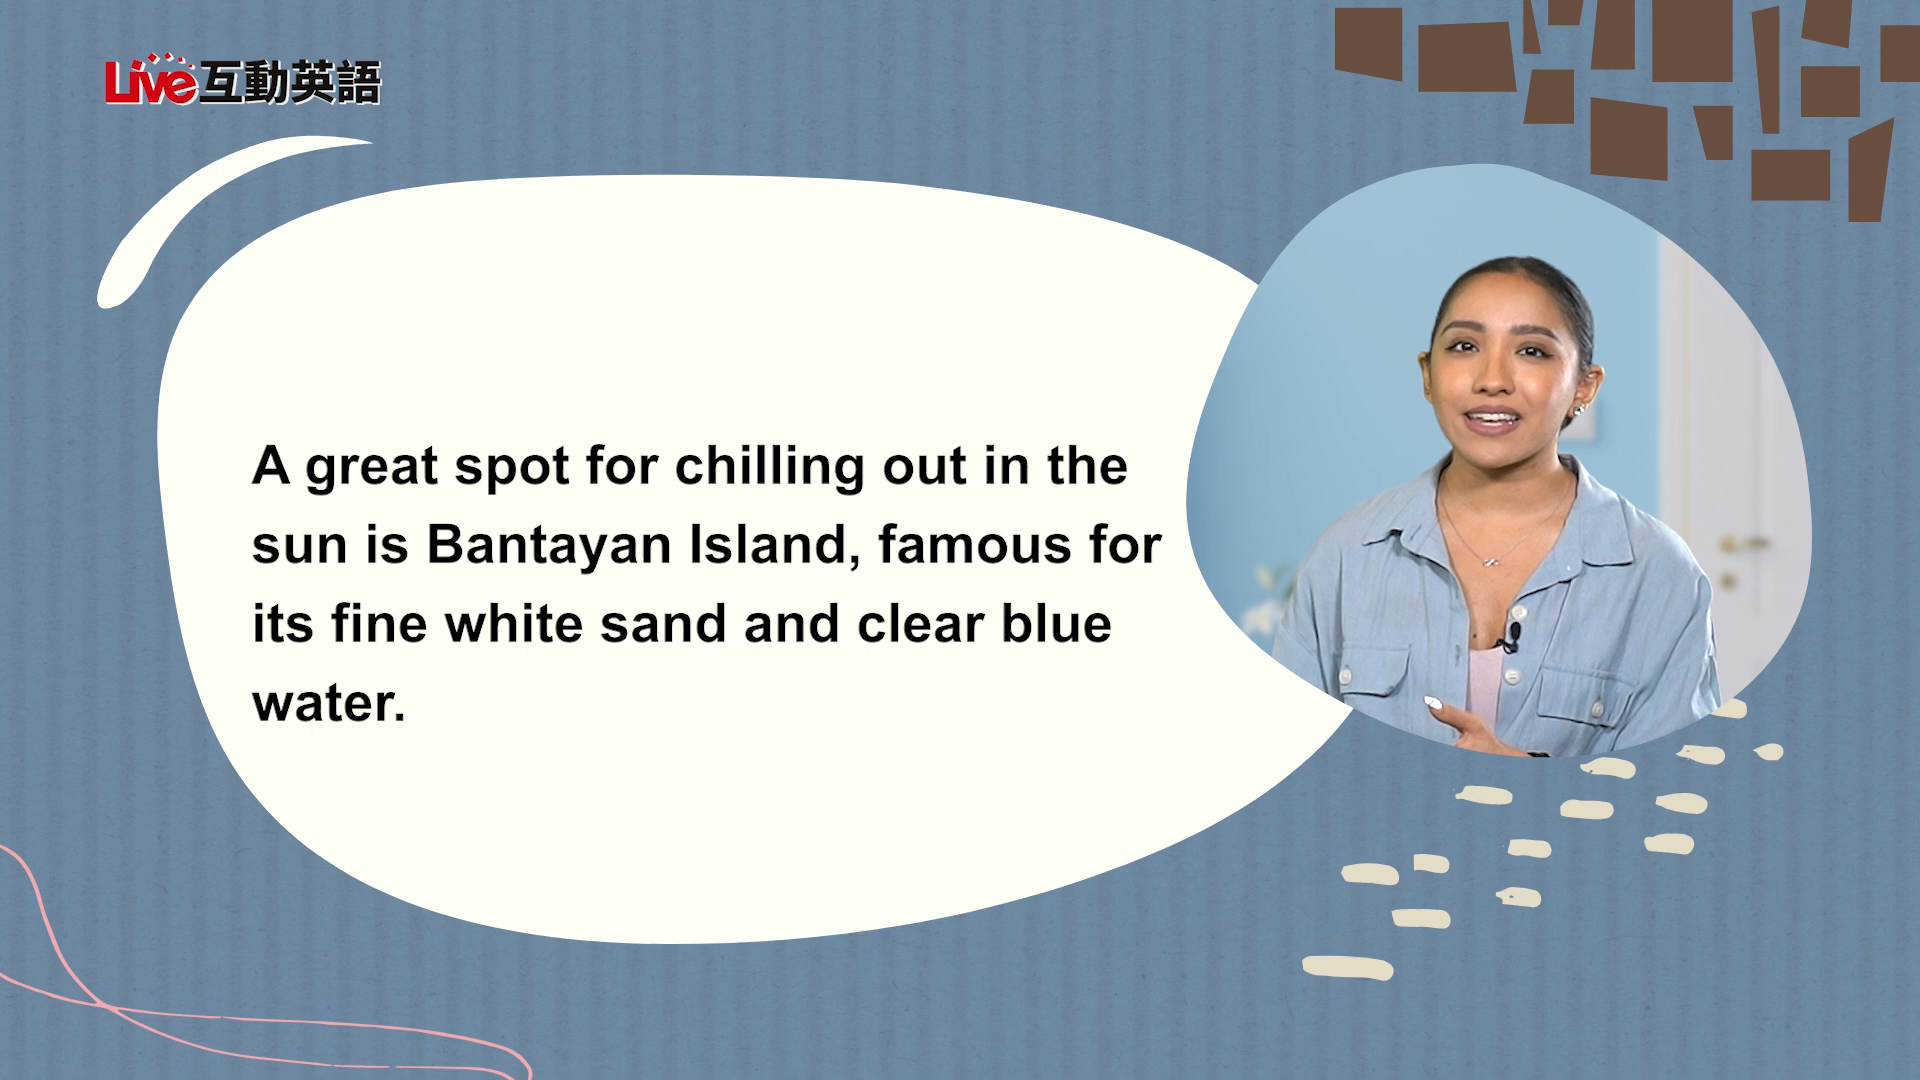 Live互動英語
A great spot for chilling out in the
sun is Bantayan Island, famous for
its fine white sand and clear blue
water.